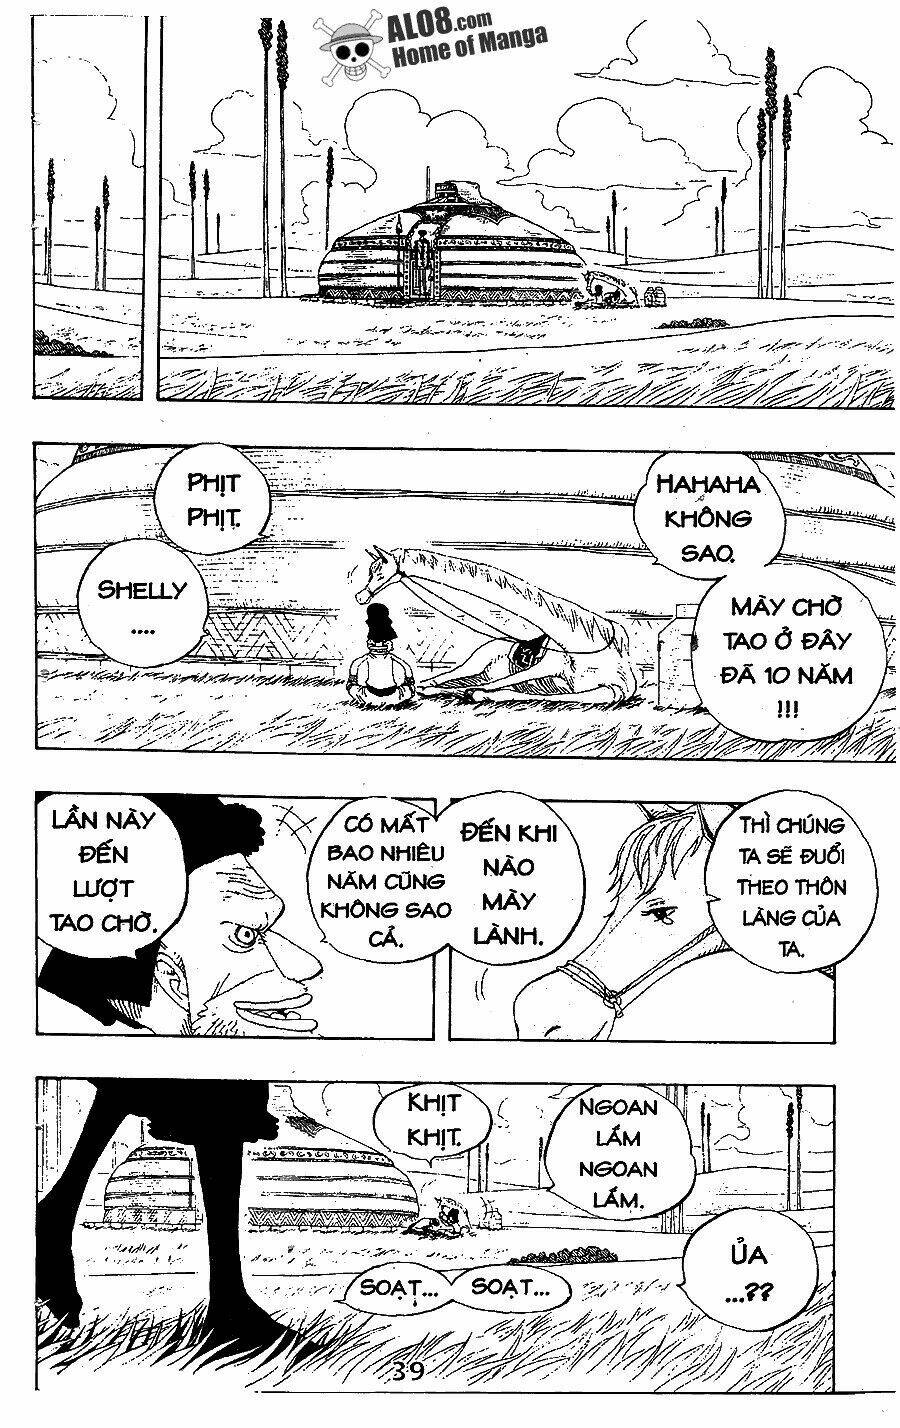 ALO8.com
Home of Manga
PHỊT
PHỊT.
SHELLY
....
HAHAHA
KHÔNG
SAO.
MÀY CHỜ
TAO Ở ĐÂY
ĐÃ 10 NĂM
!!!
LẦN NÀY
ĐẾN
LƯỢT
TAO CHỜ.
CÓ MẤT
BAO NHIÊU
NĂM CŨNG
KHÔNG SAO
CẢ.
ĐẾN KHI
NÀO
MÀY
LÀNH.
THÌ CHÚNG
TA SẼ ĐUỔI
THEO THÔN
LÀNG CỦA
TA.
KHỊT
KHỊT.
NGOAN
LẮM
NGOAN
LẮM.
ỦA
...??
SOẠT...
SOẠT...
39